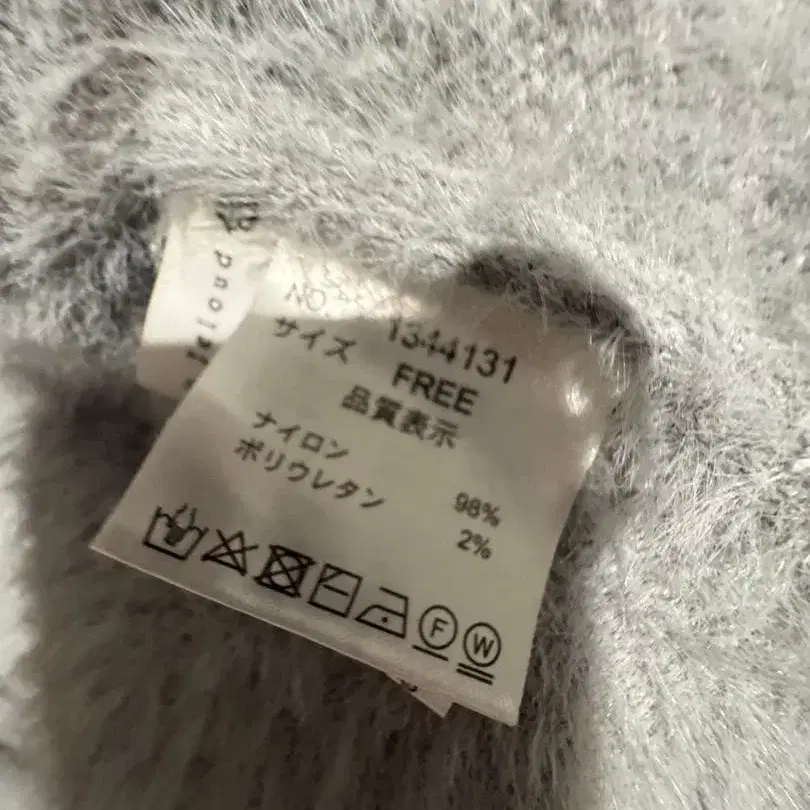 NO 1344131
サイズ FREE
品質表示
ナイロン 98%
ポリウレタン 2%
F W